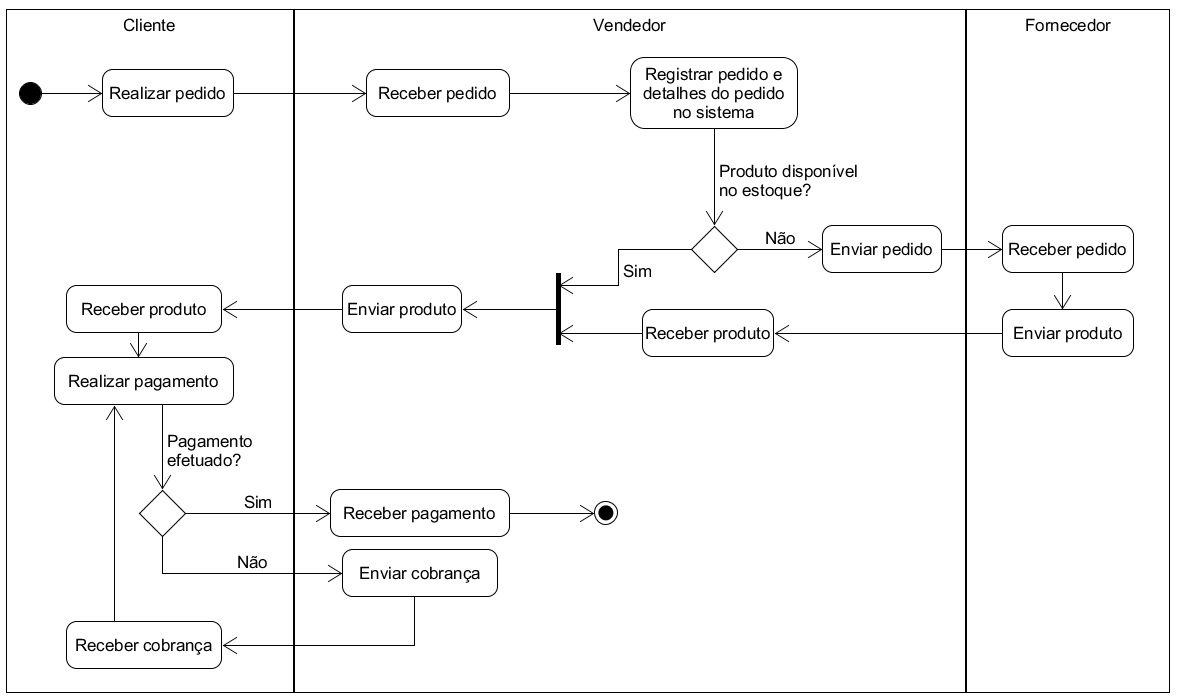 Cliente
Vendedor
Fornecedor
Realizar pedido
Receber pedido
Registrar pedido e
detalhes do pedido
no sistema
Produto disponível
no estoque?
Não
Enviar pedido
Receber pedido
Sim
Receber produto
Enviar produto
Receber produto
Enviar produto
Realizar pagamento
Pagamento
efetuado?
Sim
Receber pagamento
Não
Enviar cobrança
Receber cobrança